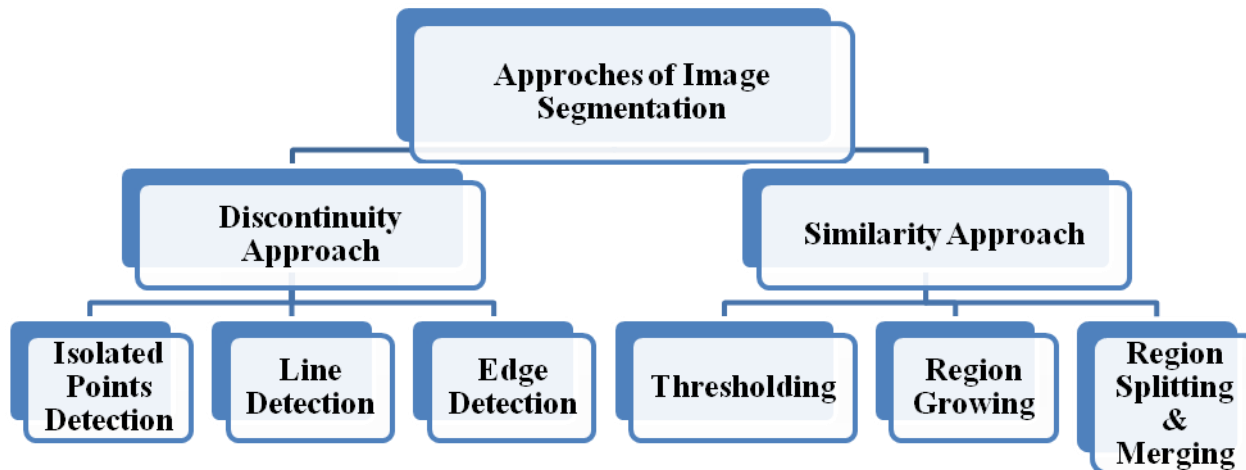 Approches of Image
Segmentation
Discontinuity
Approach
Similarity Approach
Isolated
Points
Detection
Line
Detection
Edge
Detection
Thresholding
Region
Growing
Region
Splitting
&
Merging